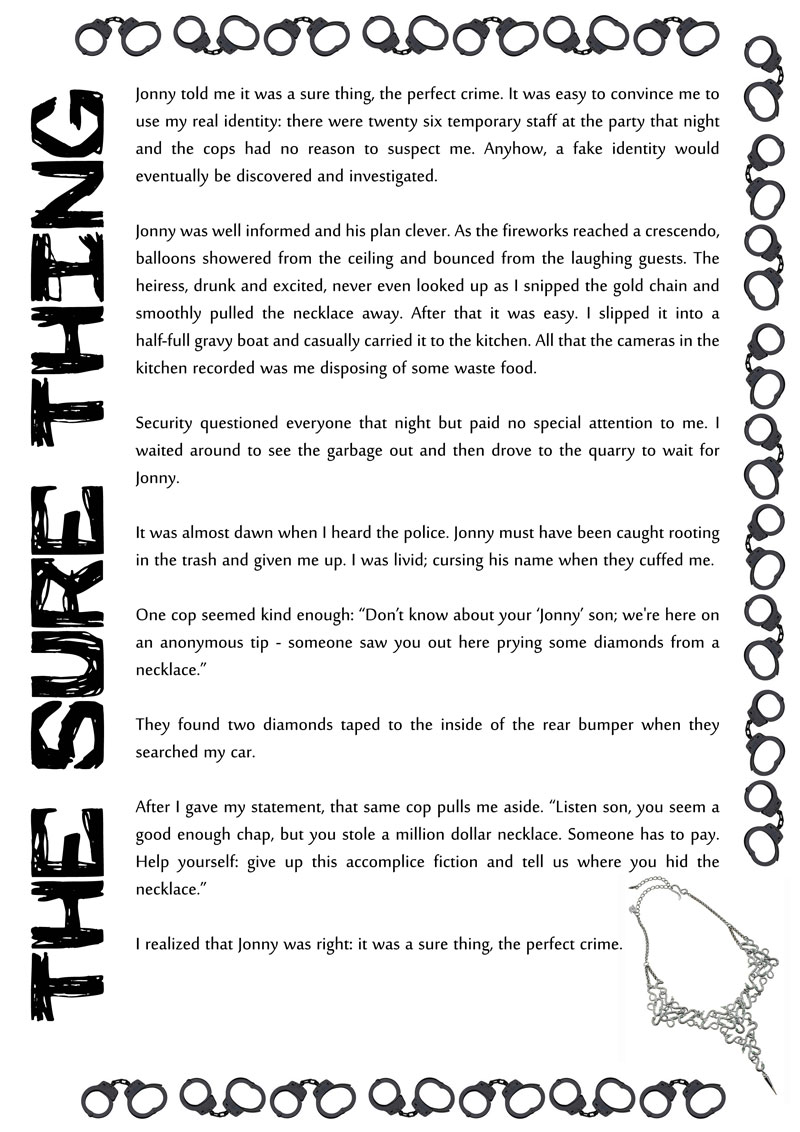 THE SURE THING
Jonny told me it was a sure thing, the perfect crime. It was easy to convince me to
use my real identity: there were twenty six temporary staff at the party that night
and the cops had no reason to suspect me. Anyhow, a fake identity would
eventually be discovered and investigated.
Jonny was well informed and his plan clever. As the fireworks reached a crescendo,
balloons showered from the ceiling and bounced from the laughing guests. The
heiress, drunk and excited, never even looked up as I snipped the gold chain and
smoothly pulled the necklace away. After that it was easy. I slipped it into a
half-full gravy boat and casually carried it to the kitchen. All that the cameras in the
kitchen recorded was me disposing of some waste food.
Security questioned everyone that night but paid no special attention to me. I
waited around to see the garbage out and then drove to the quarry to wait for
Jonny.
It was almost dawn when I heard the police. Jonny must have been caught rooting
in the trash and given me up. I was livid; cursing his name when they cuffed me.
One cop seemed kind enough: “Don’t know about your ‘Jonny’ son; we're here on
an anonymous tip - someone saw you out here prying some diamonds from a
necklace.”
They found two diamonds taped to the inside of the rear bumper when they
searched my car.
After I gave my statement, that same cop pulls me aside. “Listen son, you seem a
good enough chap, but you stole a million dollar necklace. Someone has to pay.
Help yourself: give up this accomplice fiction and tell us where you hid the
necklace.”
I realized that Jonny was right: it was a sure thing, the perfect crime.